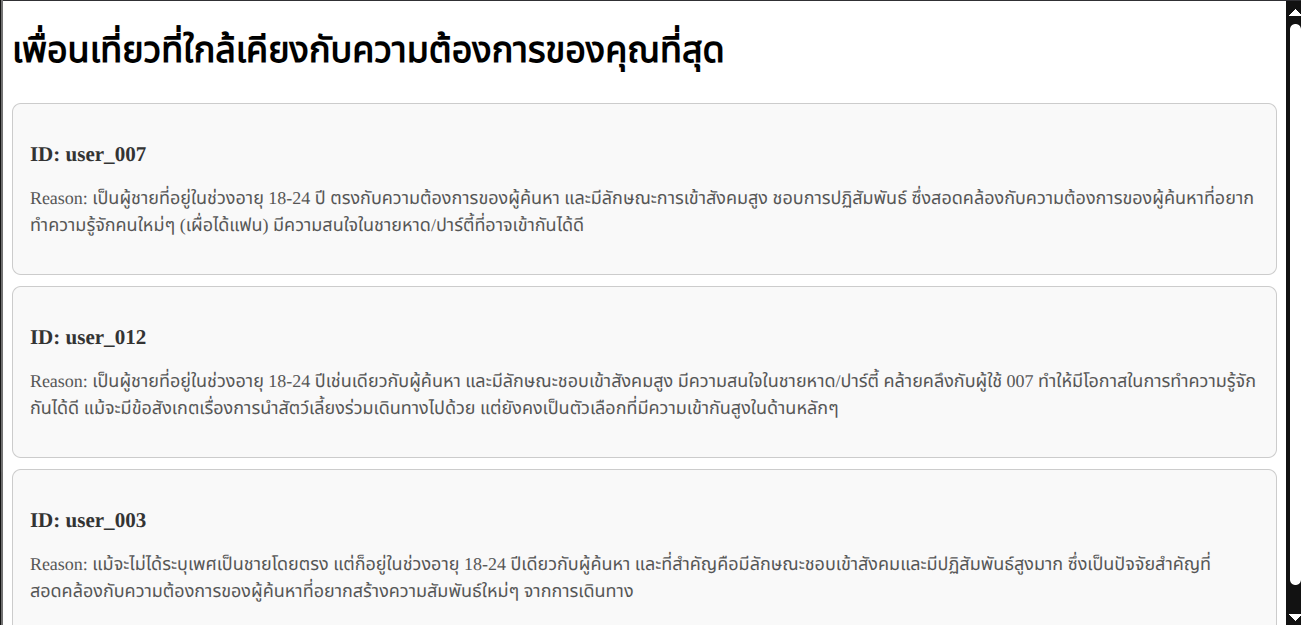 เพื่อนเที่ยวที่ใกล้เคียงกับความต้องการของคุณที่สุด
ID: user_007
Reason: เป็นผู้ชายที่อยู่ในช่วงอายุ 18-24 ปี ตรงกับความต้องการของผู้ค้นหา และมีลักษณะการเข้าสังคมสูง ชอบการปฏิสัมพันธ์ ซึ่งสอดคล้องกับความต้องการของผู้ค้นหาที่อยาก
ทำความรู้จักคนใหม่ๆ (เผื่อได้แฟน) มีความสนใจในชายหาด/ปาร์ตี้ที่อาจเข้ากันได้ดี
ID: user_012
Reason: เป็นผู้ชายที่อยู่ในช่วงอายุ 18-24 ปีเช่นเดียวกับผู้ค้นหา และมีลักษณะชอบเข้าสังคมสูง มีความสนใจในชายหาด/ปาร์ตี้ คล้ายคลึงกับผู้ใช้ 007 ทำให้มีโอกาสในการทำความรู้จัก
กันได้ดี แม้จะมีข้อสังเกตเรื่องการนำสัตว์เลี้ยงร่วมเดินทางไปด้วย แต่ยังคงเป็นตัวเลือกที่มีความเข้ากันสูงในด้านหลักๆ
ID: user_003
Reason: แม้จะไม่ได้ระบุเพศเป็นชายโดยตรง แต่ก็อยู่ในช่วงอายุ 18-24 ปีเดียวกับผู้ค้นหา และที่สำคัญคือมีลักษณะชอบเข้าสังคมและมีปฏิสัมพันธ์สูงมาก ซึ่งเป็นปัจจัยสำคัญที่
สอดคล้องกับความต้องการของผู้ค้นหาที่อยากสร้างความสัมพันธ์ใหม่ๆ จากการเดินทาง